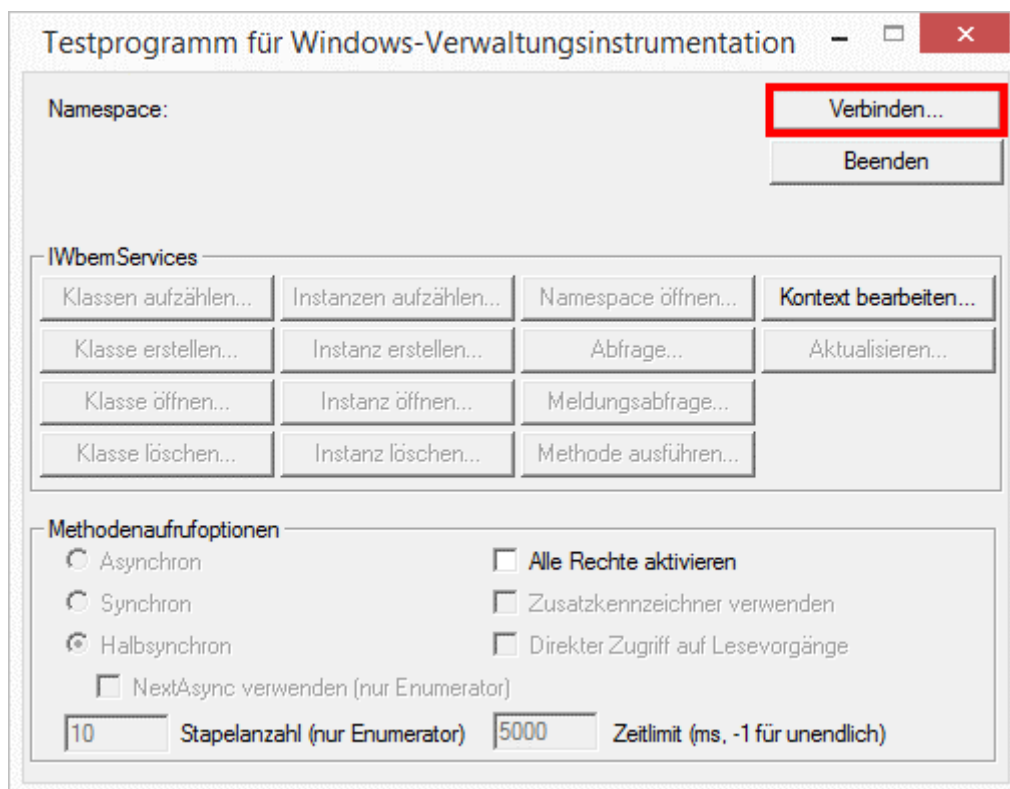 Testprogramm für Windows-Verwaltungsinstrumentation
Namespace:
Verbinden...
Beenden
IWbemServices
Klassen aufzählen... Instanzen aufzählen... Namespace öffnen... Kontext bearbeiten...
Klasse erstellen... Instanz erstellen... Abfrage... Aktualisieren...
Klasse öffnen... Instanz öffnen... Meldungsabfrage...
Klasse löschen... Instanz löschen... Methode ausführen...
Methodenaufrufoptionen
Asynchron Alle Rechte aktivieren
Synchron Zusatzkennzeichner verwenden
Halbsynchron Direkter Zugriff auf Lesevorgänge
NextAsync verwenden (nur Enumerator)
10 Stapelanzahl (nur Enumerator) 5000 Zeitlimit (ms, -1 für unendlich)